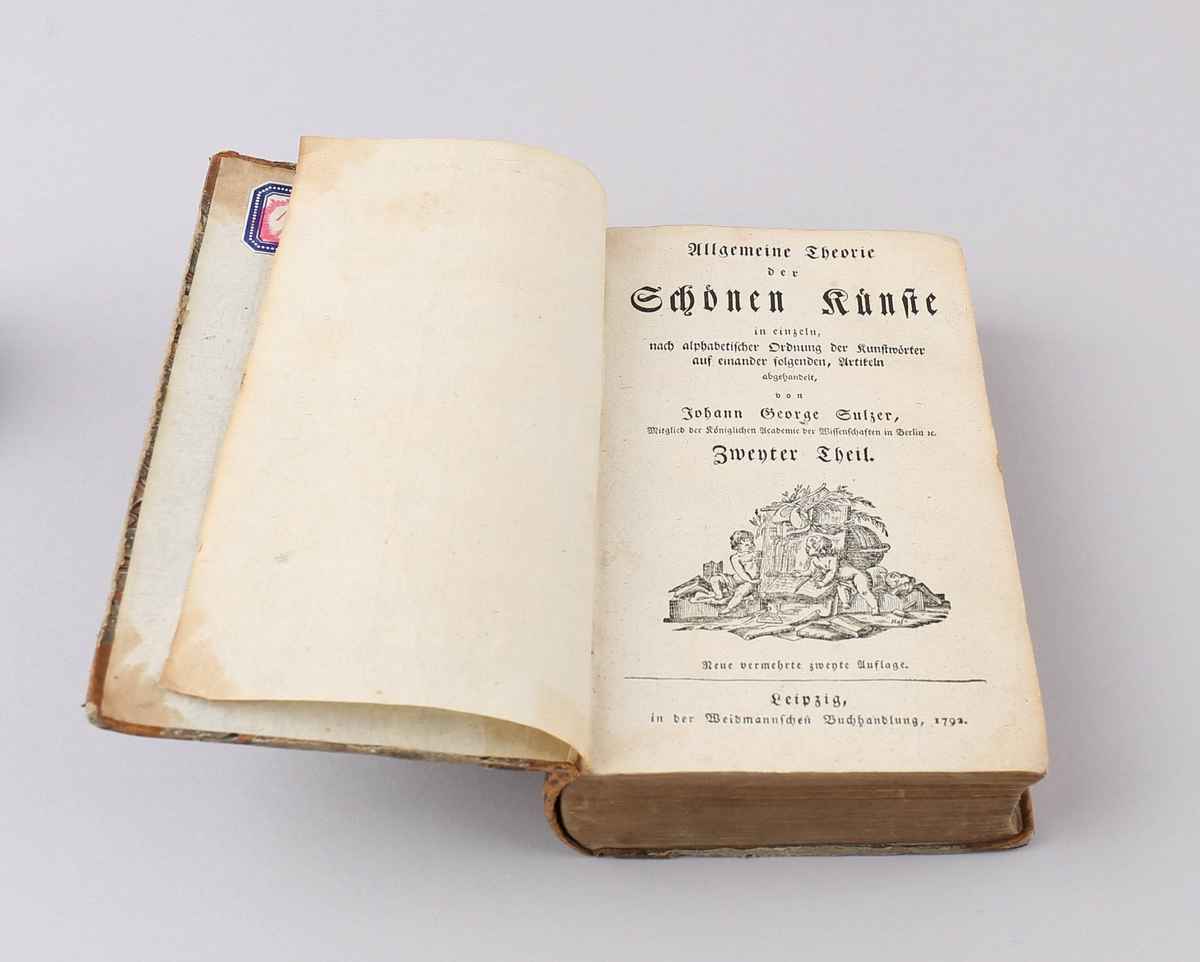 Allgemeine Theorie
der
Schönen Künste
in einzeln,
nach alphabetischer Ordnung der Kunstwörter
auf einander folgenden, Artikeln
abgehandelt,
von
Johann George Sulzer,
Mitglied der Königlichen Academie der Wissenschaften in Berlin ꝛc.
Zweyter Theil.
Neue vermehrte zweyte Auflage.
Leipzig,
in der Weidmannschen Buchhandlung, 1792.